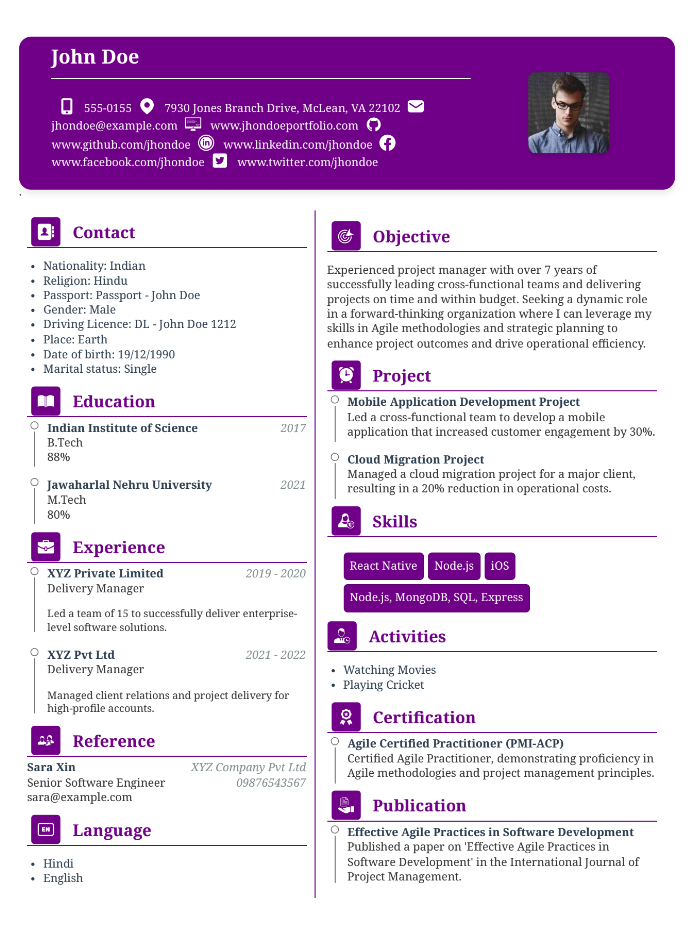 John Doe
555-0155 7930 Jones Branch Drive, McLean, VA 22102
jhondoe@example.com www.jhondoeportfolio.com
www.github.com/jhondoe www.linkedin.com/jhondoe
www.facebook.com/jhondoe www.twitter.com/jhondoe
.
Contact
• Nationality: Indian
• Religion: Hindu
• Passport: Passport - John Doe
• Gender: Male
• Driving Licence: DL - John Doe 1212
• Place: Earth
• Date of birth: 19/12/1990
• Marital status: Single
Education
Indian Institute of Science 2017
B.Tech
88%
Jawaharlal Nehru University 2021
M.Tech
80%
Experience
XYZ Private Limited 2019 - 2020
Delivery Manager
Led a team of 15 to successfully deliver enterprise-
level software solutions.
XYZ Pvt Ltd 2021 - 2022
Delivery Manager
Managed client relations and project delivery for
high-profile accounts.
Reference
Sara Xin XYZ Company Pvt Ltd
Senior Software Engineer 09876543567
sara@example.com
EN
Language
• Hindi
• English
Objective
Experienced project manager with over 7 years of
successfully leading cross-functional teams and delivering
projects on time and within budget. Seeking a dynamic role
in a forward-thinking organization where I can leverage my
skills in Agile methodologies and strategic planning to
enhance project outcomes and drive operational efficiency.
Project
Mobile Application Development Project
Led a cross-functional team to develop a mobile
application that increased customer engagement by 30%.
Cloud Migration Project
Managed a cloud migration project for a major client,
resulting in a 20% reduction in operational costs.
Skills
React Native Node.js iOS
Node.js, MongoDB, SQL, Express
Activities
• Watching Movies
• Playing Cricket
Certification
Agile Certified Practitioner (PMI-ACP)
Certified Agile Practitioner, demonstrating proficiency in
Agile methodologies and project management principles.
Publication
Effective Agile Practices in Software Development
Published a paper on 'Effective Agile Practices in
Software Development' in the International Journal of
Project Management.